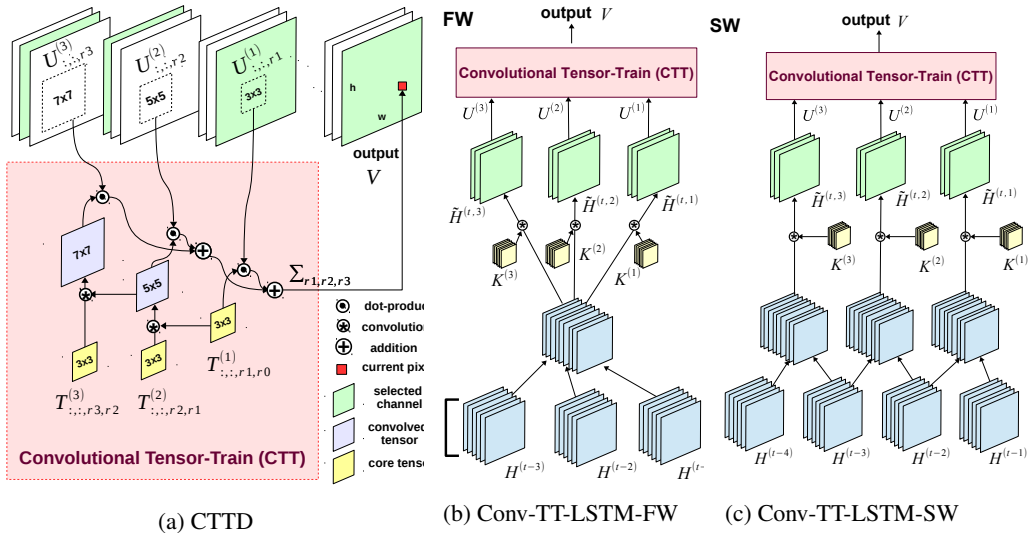 U^{(3)}_{:,:,r3}
7x7
U^{(2)}_{:,:,r2}
5x5
U^{(1)}_{:,:,r1}
3x3
h
w
output
V
7x7
5x5
3x3
3x3
3x3
T^{(1)}_{:,:,r1,r0}
T^{(3)}_{:,:,r3,r2}
T^{(2)}_{:,:,r2,r1}
∑_{r1,r2,r3}
dot-produ
convolution
addition
current pix
selected
channel
convolved
tensor
core tenso
Convolutional Tensor-Train (CTT)
(a) CTTD
FW
output V
Convolutional Tensor-Train (CTT)
U^{(3)}
U^{(2)}
U^{(1)}
H̃^{(t,3)}
H̃^{(t,2)}
H̃^{(t,1)}
K^{(3)}
K^{(2)}
K^{(1)}
H^{(t−3)}
H^{(t−2)}
H^{(t-
(b) Conv-TT-LSTM-FW
SW
output V
Convolutional Tensor-Train (CTT)
U^{(3)}
U^{(2)}
U^{(1)}
H̃^{(t,3)}
H̃^{(t,2)}
H̃^{(t,1)}
K^{(3)}
K^{(2)}
K^{(1)}
H^{(t−4)}
H^{(t−3)}
H^{(t−2)}
H^{(t−1)}
(c) Conv-TT-LSTM-SW